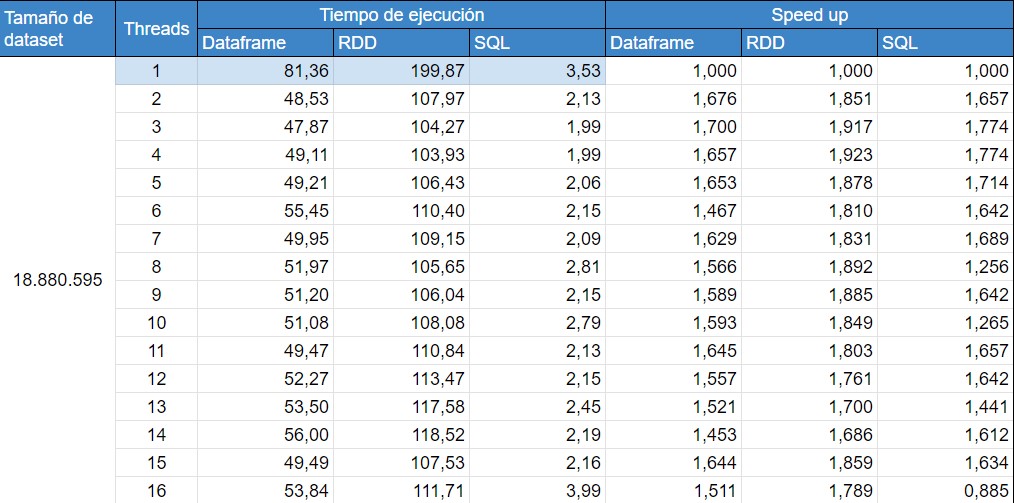 Tamaño de dataset Threads Tiempo de ejecución Speed up
Dataframe RDD SQL Dataframe RDD SQL
1 81,36 199,87 3,53 1,000 1,000 1,000
2 48,53 107,97 2,13 1,676 1,851 1,657
3 47,87 104,27 1,99 1,700 1,917 1,774
4 49,11 103,93 1,99 1,657 1,923 1,774
5 49,21 106,43 2,06 1,653 1,878 1,714
6 55,45 110,40 2,15 1,467 1,810 1,642
7 49,95 109,15 2,09 1,629 1,831 1,689
8 51,97 105,65 2,81 1,566 1,892 1,256
18.880.595
9 51,20 106,04 2,15 1,589 1,885 1,642
10 51,08 108,08 2,79 1,593 1,849 1,265
11 49,47 110,84 2,13 1,645 1,803 1,657
12 52,27 113,47 2,15 1,557 1,761 1,642
13 53,50 117,58 2,45 1,521 1,700 1,441
14 56,00 118,52 2,19 1,453 1,686 1,612
15 49,49 107,53 2,16 1,644 1,859 1,634
16 53,84 111,71 3,99 1,511 1,789 0,885